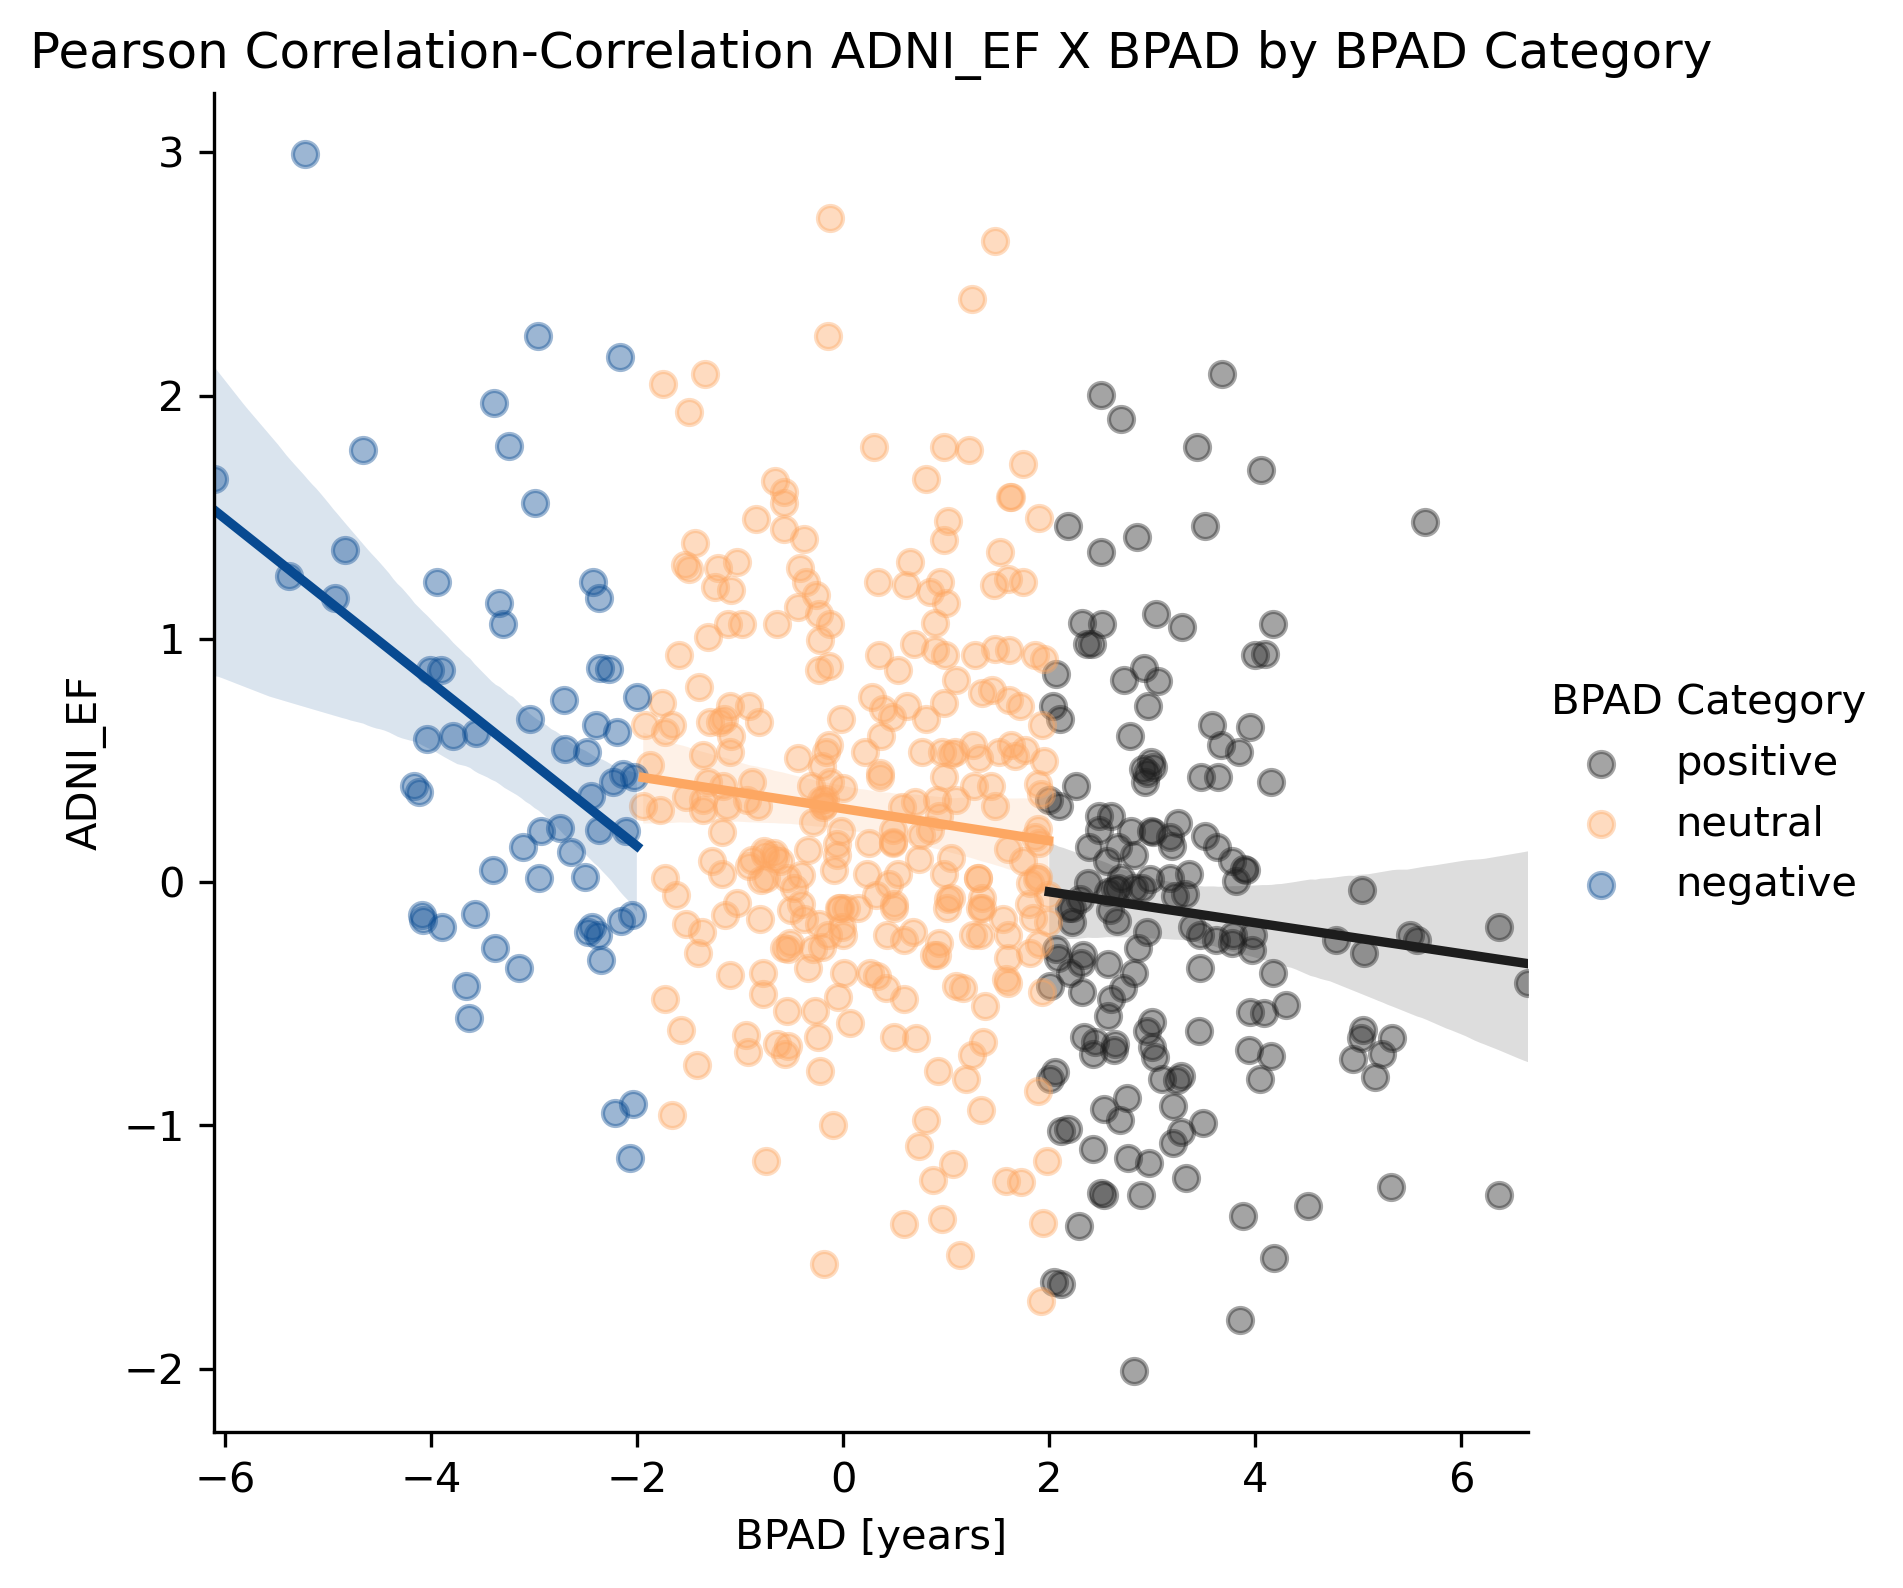 Pearson Correlation-Correlation ADNI_EF X BPAD by BPAD Category
3
2
1
0
−1
−2
ADNI_EF
−6 −4 −2 0 2 4 6
BPAD [years]
BPAD Category
positive
neutral
negative